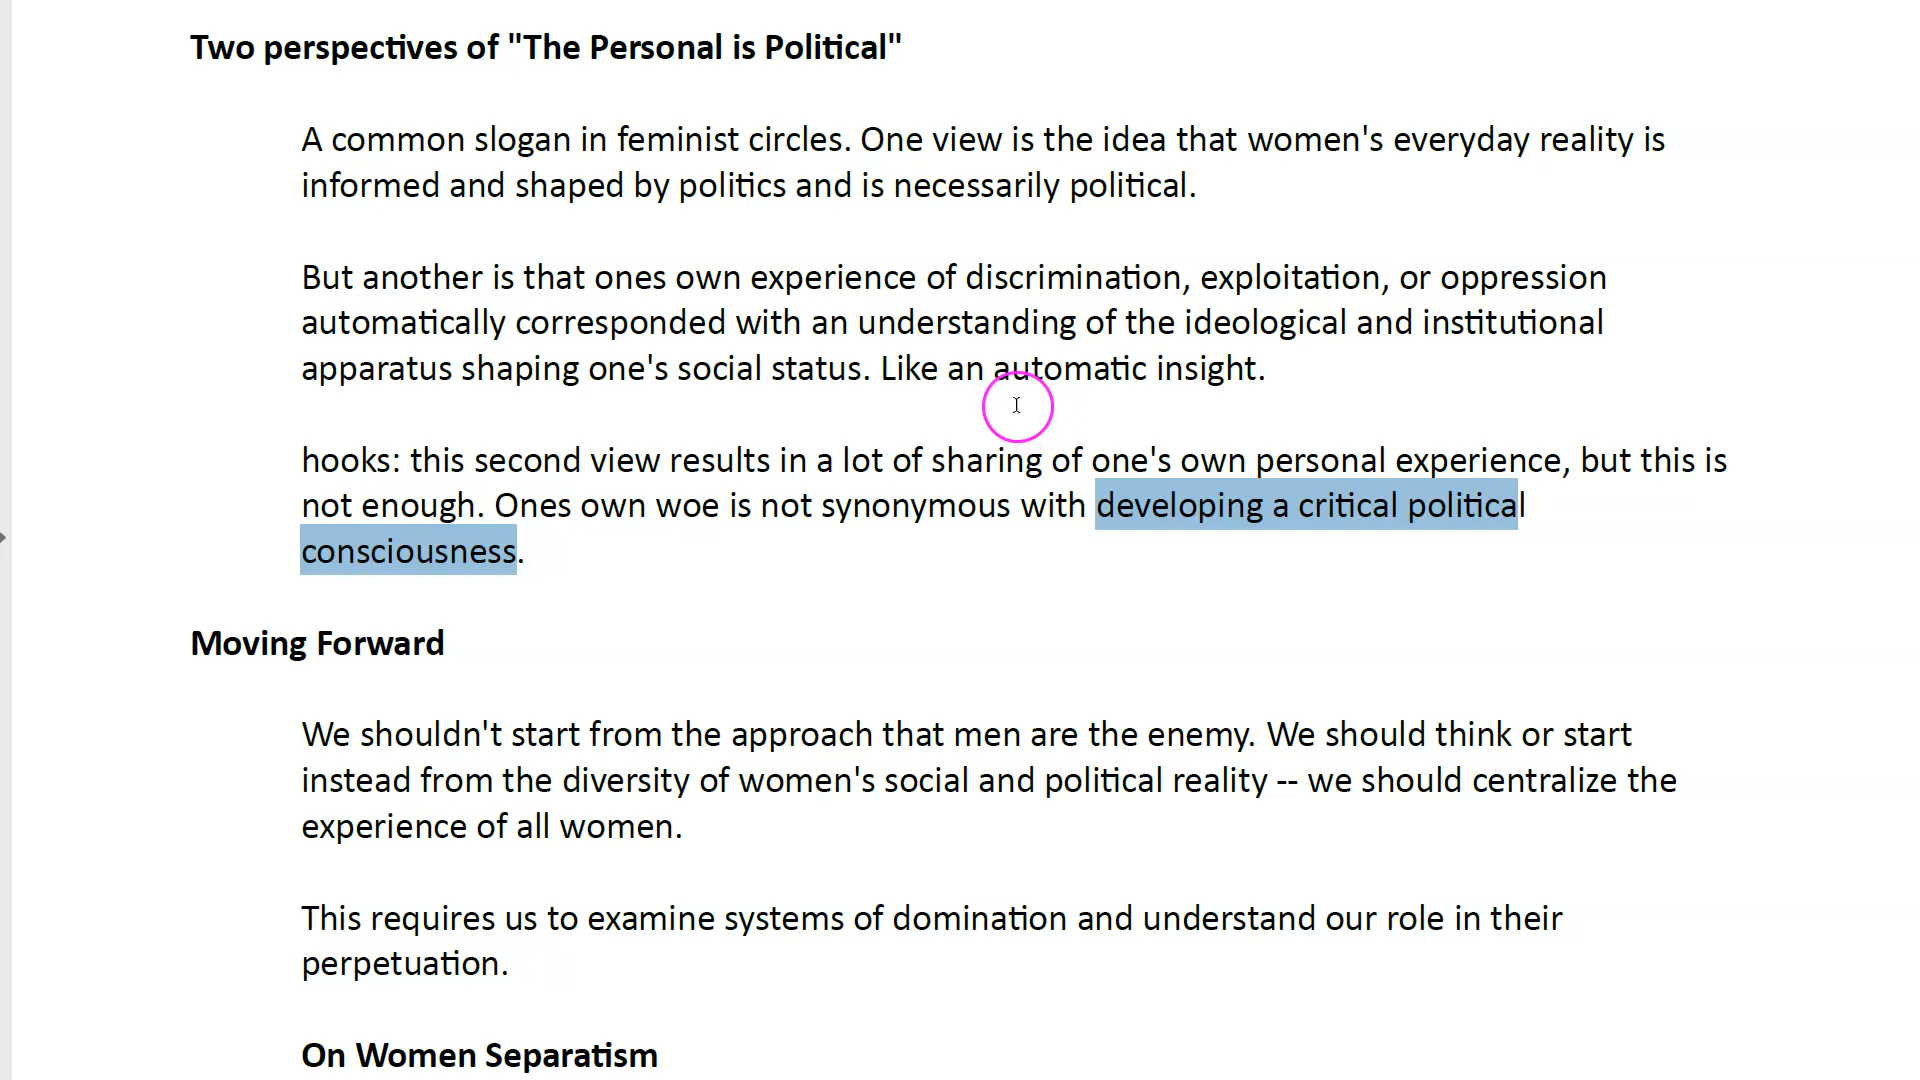 Two perspectives of "The Personal is Political"
A common slogan in feminist circles. One view is the idea that women's everyday reality is
informed and shaped by politics and is necessarily political.
But another is that ones own experience of discrimination, exploitation, or oppression
automatically corresponded with an understanding of the ideological and institutional
apparatus shaping one's social status. Like an automatic insight.
hooks: this second view results in a lot of sharing of one's own personal experience, but this is
not enough. Ones own woe is not synonymous with developing a critical political
consciousness.
Moving Forward
We shouldn't start from the approach that men are the enemy. We should think or start
instead from the diversity of women's social and political reality -- we should centralize the
experience of all women.
This requires us to examine systems of domination and understand our role in their
perpetuation.
On Women Separatism